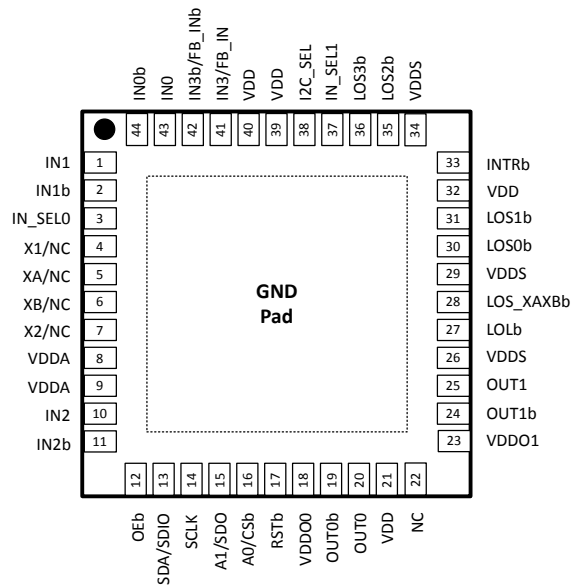 IN0b
IN0
IN3b/FB_INb
IN3/FB_IN
VDD
VDD
I2C_SEL
IN_SEL1
LOS3b
LOS2b
VDDS
44
43
42
41
40
39
38
37
36
35
34
IN1 1
IN1b 2
IN_SEL0 3
X1/NC 4
XA/NC 5
XB/NC 6
X2/NC 7
VDDA 8
VDDA 9
IN2 10
IN2b 11
GND
Pad
33 INTRb
32 VDD
31 LOS1b
30 LOS0b
29 VDDS
28 LOS_XAXBb
27 LOLb
26 VDDS
25 OUT1
24 OUT1b
23 VDDO1
12
13
14
15
16
17
18
19
20
21
22
OEb
SDA/SDIO
SCLK
A1/SDO
A0/CSb
RSTb
VDDO0
OUT0b
OUT0
VDD
NC